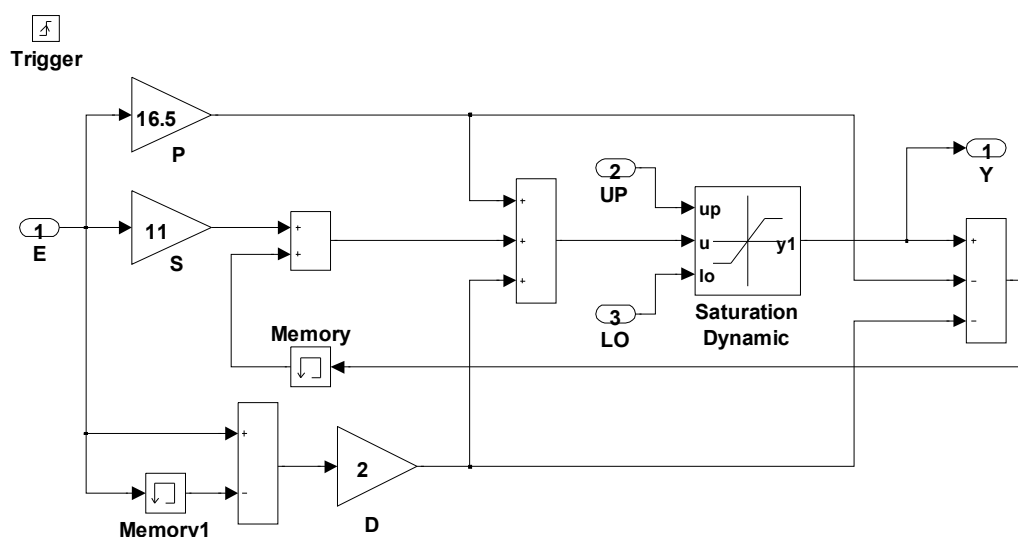 Trigger
16.5
P
1
E
11
S
+
+
+
+
+
2
UP
3
LO
up
u
lo
y1
Saturation
Dynamic
1
Y
+
−
−
Memory
+
−
Memory1
2
D